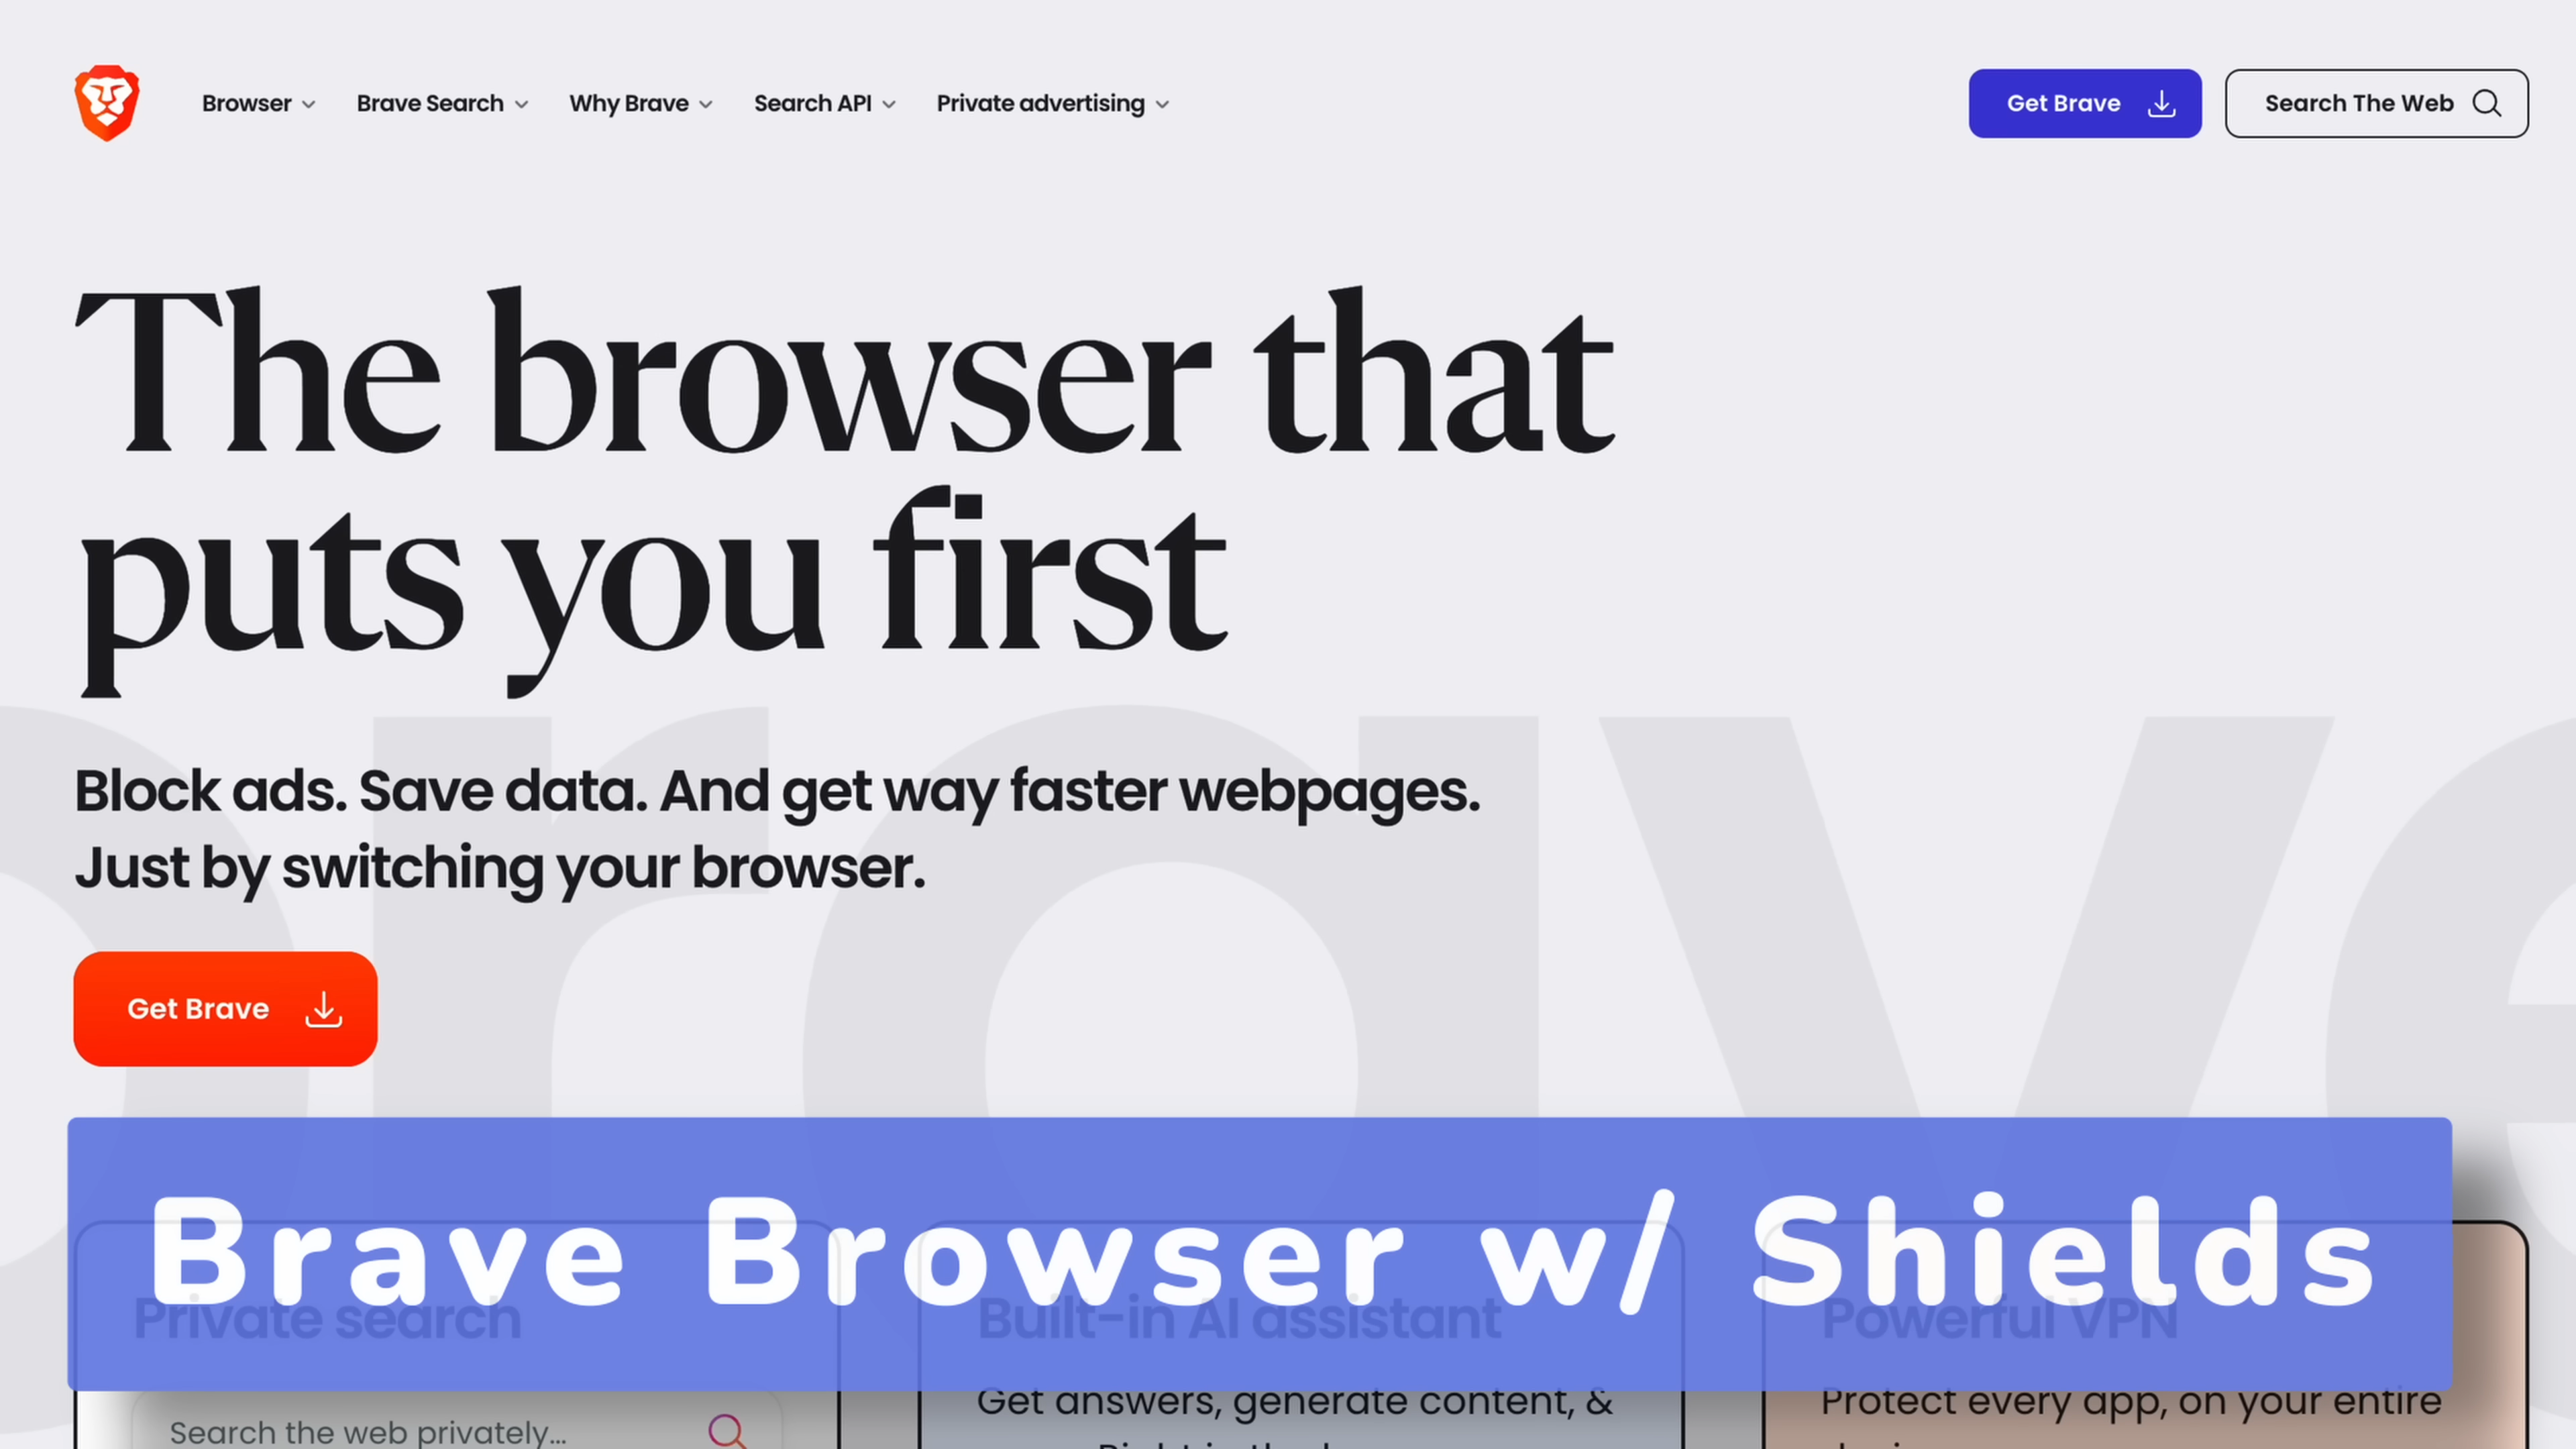 Browser
Brave Search
Why Brave
Search API
Private advertising
Get Brave
Search The Web
The browser that
puts you first
Block ads. Save data. And get way faster webpages.
Just by switching your browser.
Get Brave
Brave Browser w/ Shields
Private search
Built-in AI assistant
Powerful VPN
Search the web privately...
Get answers, generate content, &
Protect every app, on your entire